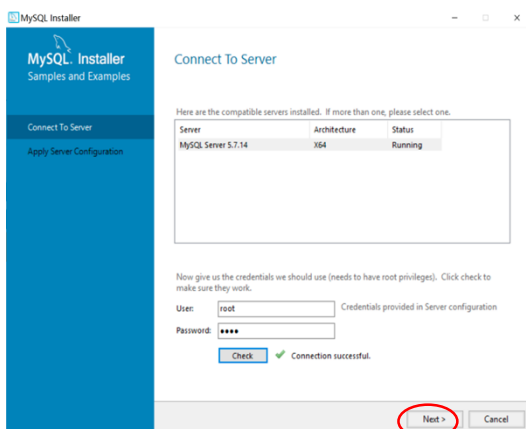 MySQL Installer
MySQL. Installer
Samples and Examples
Connect To Server
Apply Server Configuration
Connect To Server
Here are the compatible servers installed. If more than one, please select one.
Server Architecture Status
MySQL Server 5.7.14 X64 Running
Now give us the credentials we should use (needs to have root privileges). Click check to
make sure they work.
User: root Credentials provided in Server configuration
Password: ●●●●
Check Connection successful.
Next > Cancel